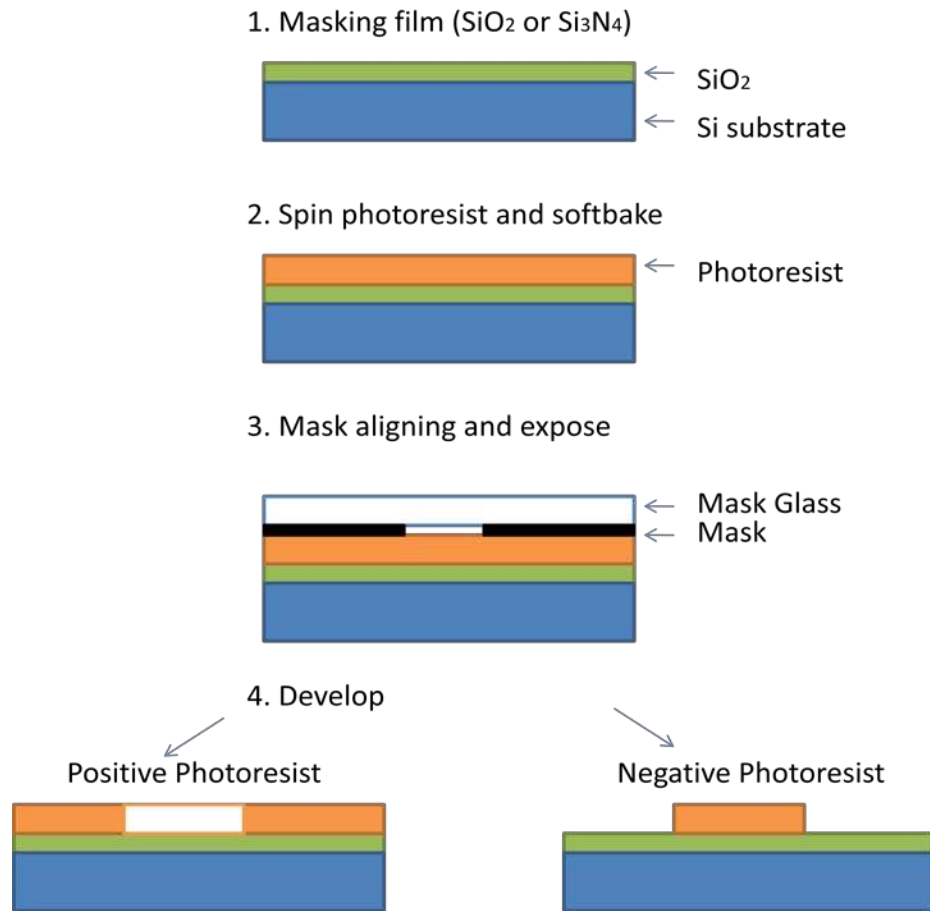 1. Masking film (SiO₂ or Si₃N₄)
SiO₂
Si substrate
2. Spin photoresist and softbake
Photoresist
3. Mask aligning and expose
Mask Glass
Mask
4. Develop
Positive Photoresist
Negative Photoresist